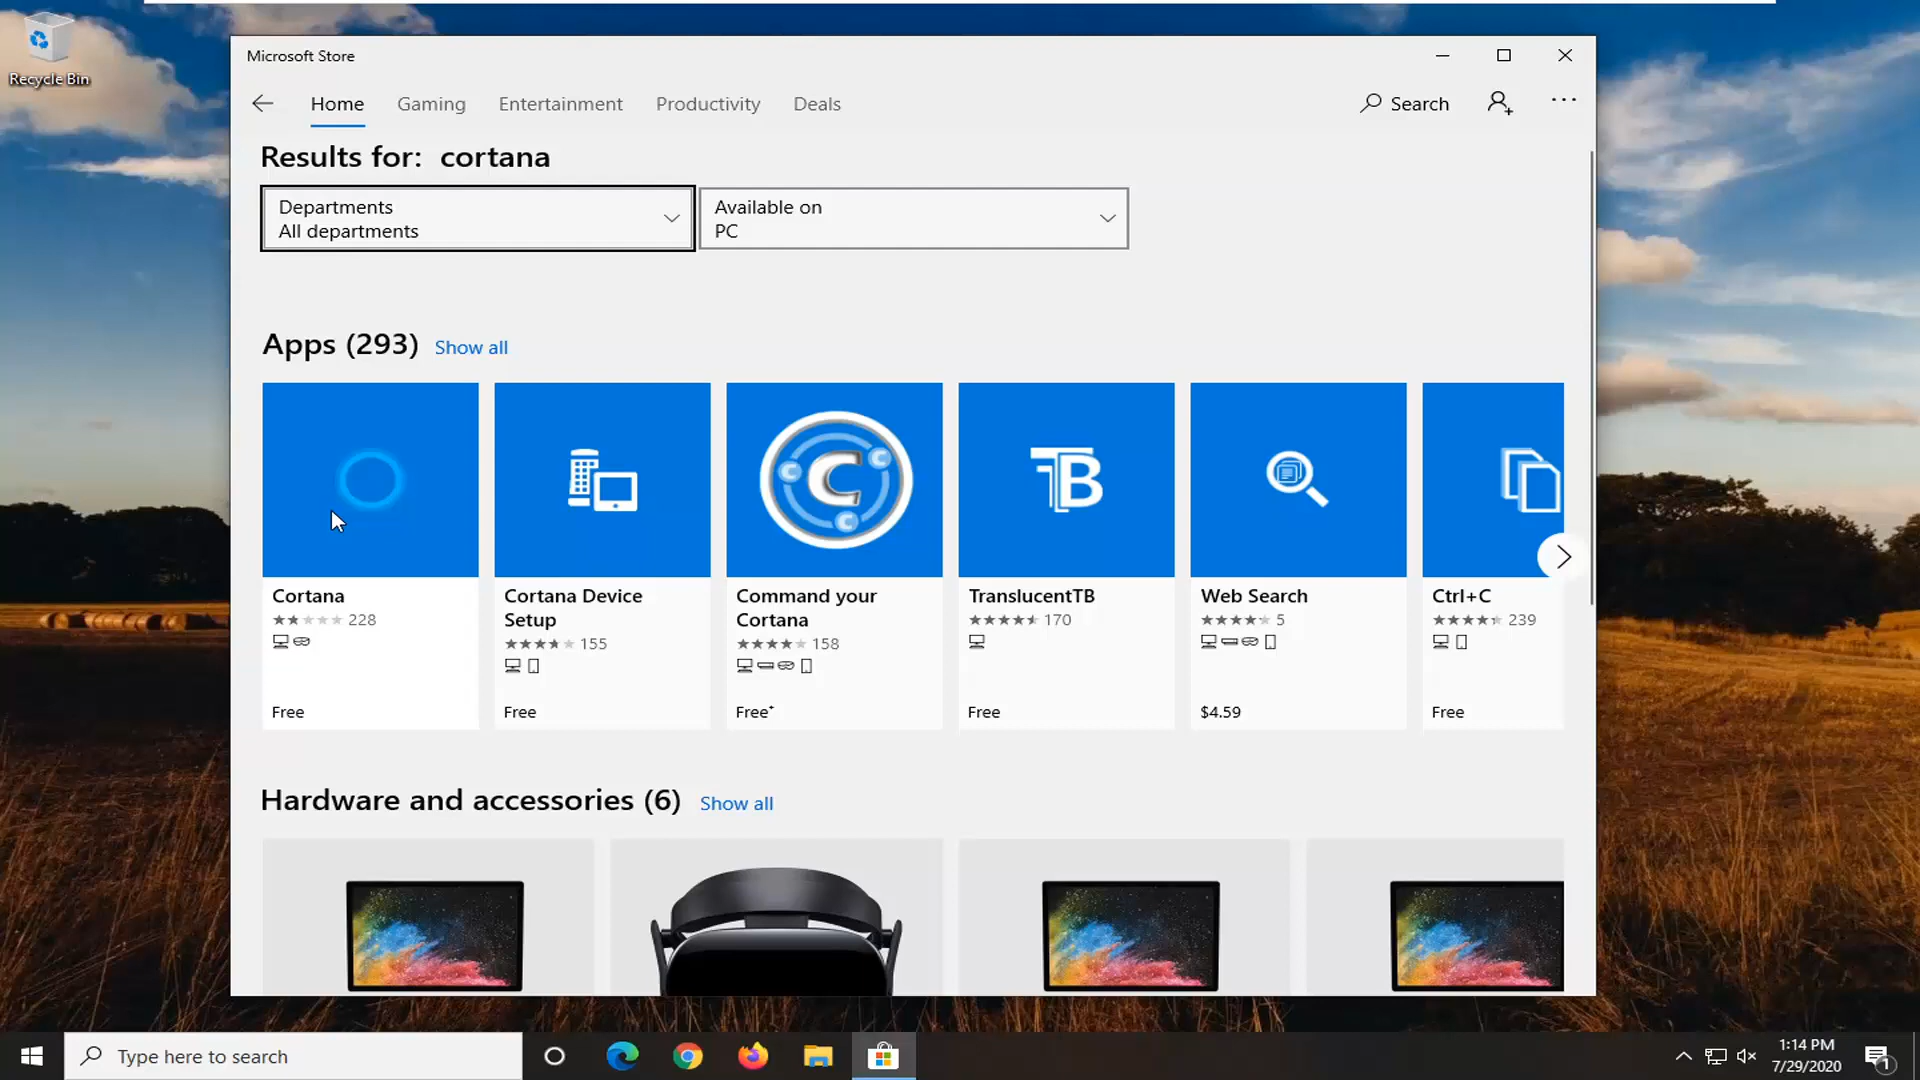 Recycle Bin
Microsoft Store
Home Gaming Entertainment Productivity Deals Search
Results for: cortana
Departments
All departments
Available on
PC
Apps (293) Show all
Cortana
228
Free
Cortana Device
Setup
155
Free
C
C
C
C
Command your
Cortana
158
Free+
TB
TranslucentTB
170
Free
Web Search
5
$4.59
Ctrl+C
239
Free
Hardware and accessories (6) Show all
Type here to search
1:14 PM
7/29/2020
1